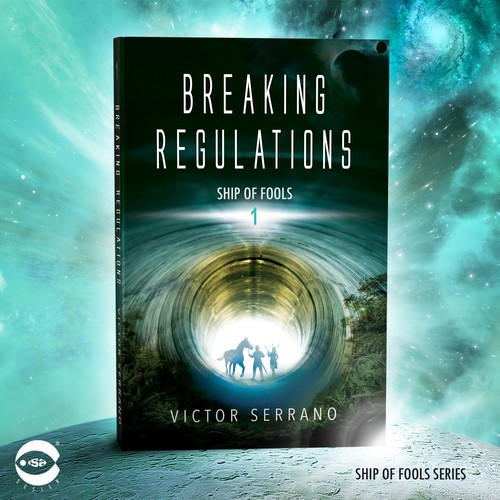 BREAKING
REGULATIONS
SHIP OF FOOLS
1
VICTOR SERRANO
BREAKING REGULATIONS VICTOR SERRANO
SHIP OF FOOLS SERIES